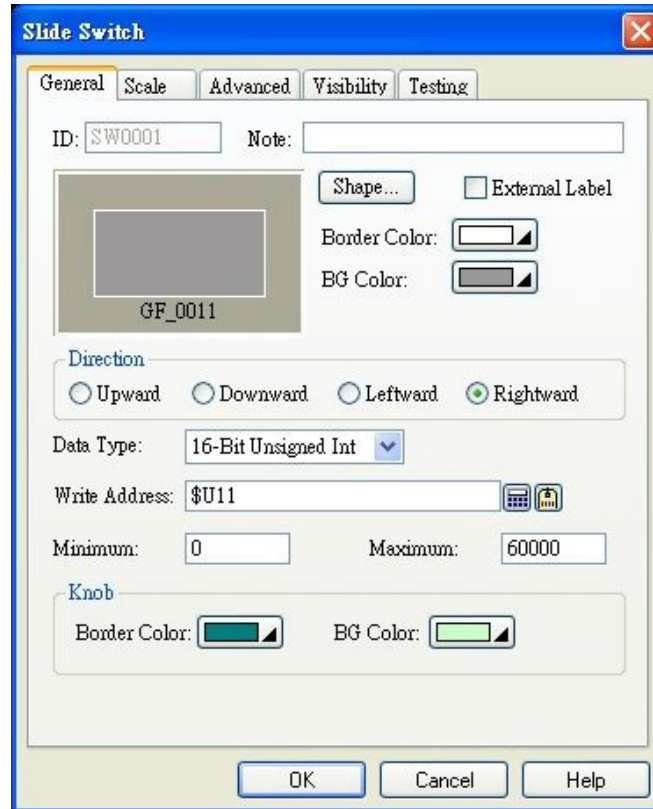 Slide Switch
General Scale Advanced Visibility Testing
ID: SW0001 Note:
Shape... External Label
Border Color:
BG Color:
GF_0011
Direction
Upward Downward Leftward Rightward
Data Type: 16-Bit Unsigned Int
Write Address: $U11
Minimum: 0 Maximum: 60000
Knob
Border Color: BG Color:
OK Cancel Help